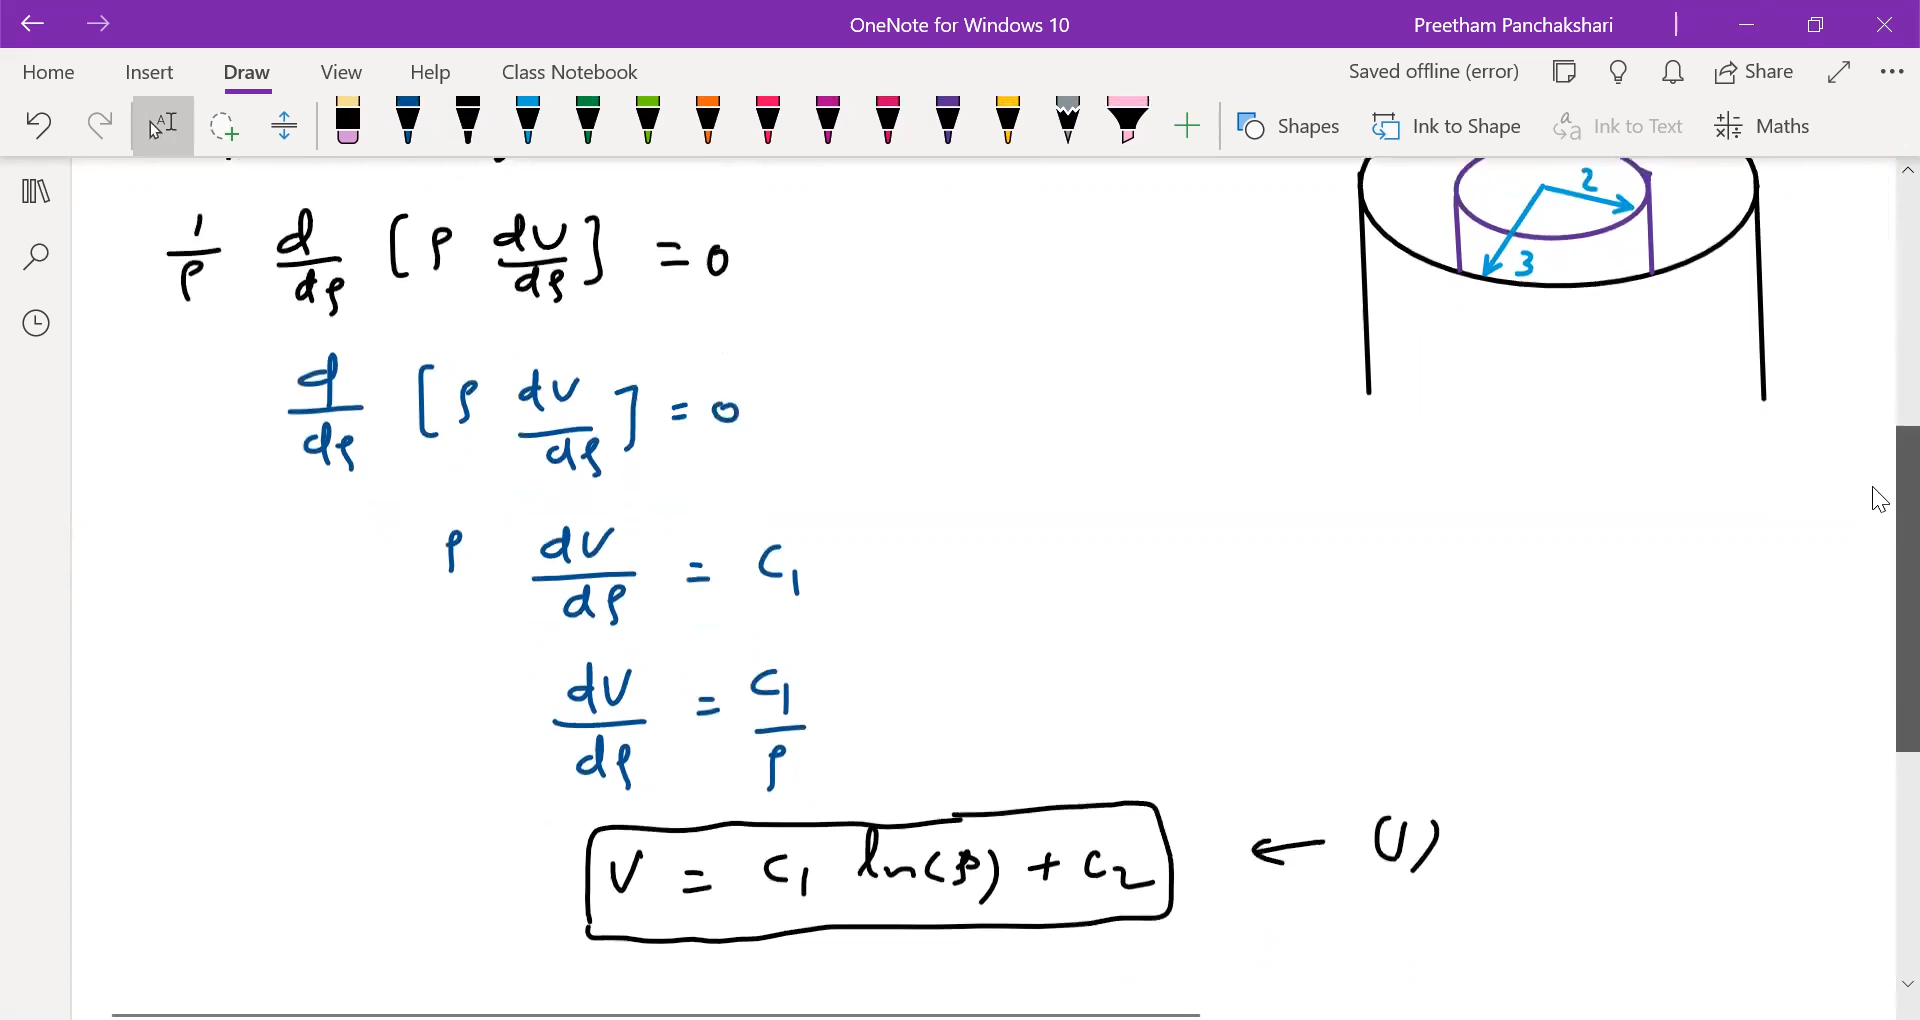 OneNote for Windows 10
Preetham Panchakshari
Home Insert Draw View Help Class Notebook
Saved offline (error) Share
Shapes Ink to Shape Ink to Text Maths
1/ρ d/dρ [ρ dV/dρ] = 0
2
3
d/dρ [ρ dV/dρ] = 0
ρ dV/dρ = C₁
dV/dρ = C₁/ρ
V = C₁ ln(ρ) + C₂ ← (1)